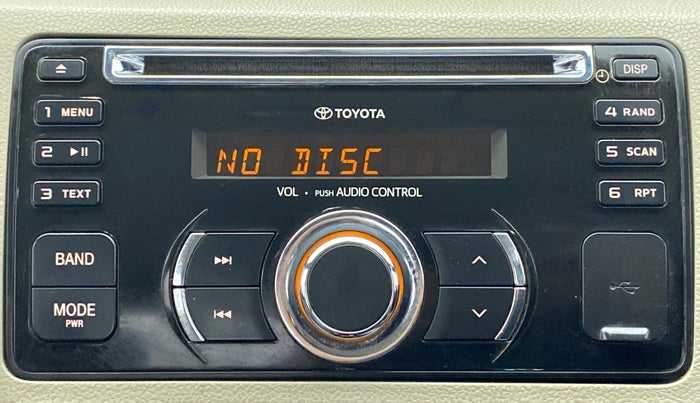 DISP
1 MENU
4 RAND
TOYOTA
2
5 SCAN
NO DISC
3 TEXT
6 RPT
VOL • PUSH AUDIO CONTROL
BAND
MODE
PWR